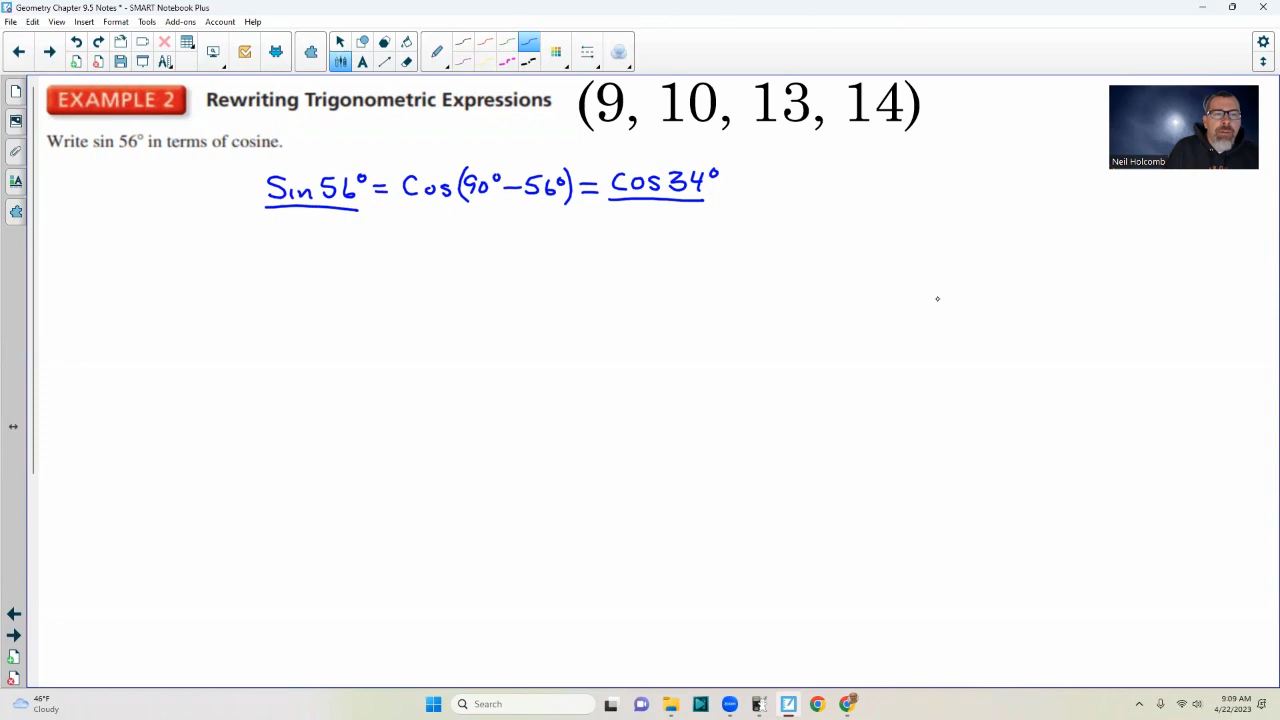 Geometry Chapter 9.5 Notes * - SMART Notebook Plus
File Edit View Insert Format Tools Add-ons Account Help
EXAMPLE 2 Rewriting Trigonometric Expressions (9, 10, 13, 14)
Write sin 56° in terms of cosine.
Sin 56° = Cos(90° – 56°) = Cos 34°
Neil Holcomb
46°F
Cloudy
Search
9:09 AM
4/22/2023